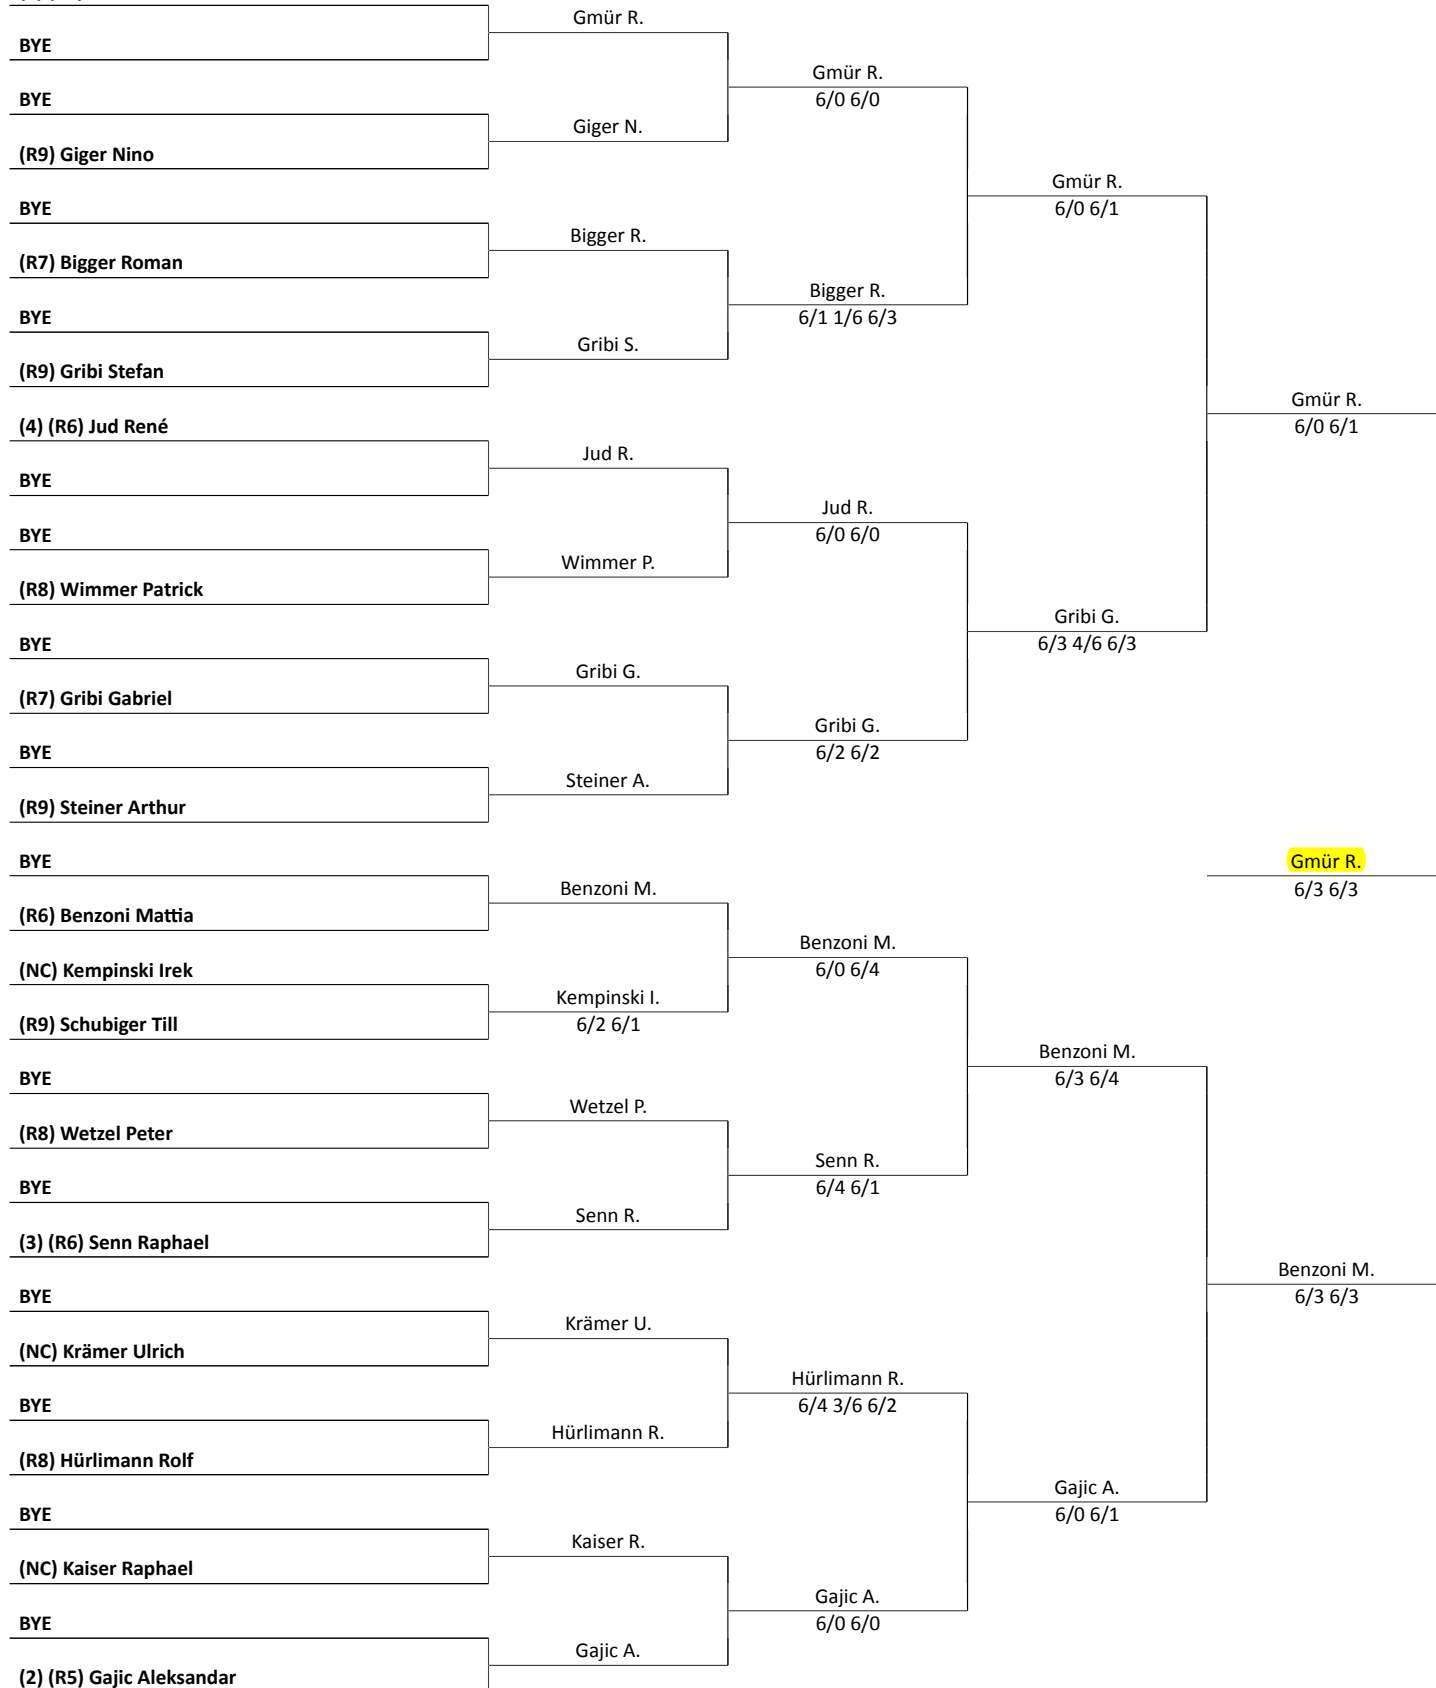 BYE
BYE
(R9) Giger Nino
BYE
(R7) Bigger Roman
BYE
(R9) Gribi Stefan
(4) (R6) Jud René
BYE
BYE
(R8) Wimmer Patrick
BYE
(R7) Gribi Gabriel
BYE
(R9) Steiner Arthur
BYE
(R6) Benzoni Mattia
(NC) Kempinski Irek
(R9) Schubiger Till
BYE
(R8) Wetzel Peter
BYE
(3) (R6) Senn Raphael
BYE
(NC) Krämer Ulrich
BYE
(R8) Hürlimann Rolf
BYE
(NC) Kaiser Raphael
BYE
(2) (R5) Gajic Aleksandar
Gmür R.
Giger N.
Bigger R.
Gribi S.
Jud R.
Wimmer P.
Gribi G.
Steiner A.
Benzoni M.
Kempinski I.
6/2 6/1
Wetzel P.
Senn R.
Krämer U.
Hürlimann R.
Kaiser R.
Gajic A.
Gmür R.
6/0 6/0
Bigger R.
6/1 1/6 6/3
Jud R.
6/0 6/0
Gribi G.
6/2 6/2
Benzoni M.
6/0 6/4
Senn R.
6/4 6/1
Hürlimann R.
6/4 3/6 6/2
Gajic A.
6/0 6/0
Gmür R.
6/0 6/1
Gribi G.
6/3 4/6 6/3
Benzoni M.
6/3 6/4
Gajic A.
6/0 6/1
Gmür R.
6/0 6/1
Gmür R.
6/3 6/3
Benzoni M.
6/3 6/3